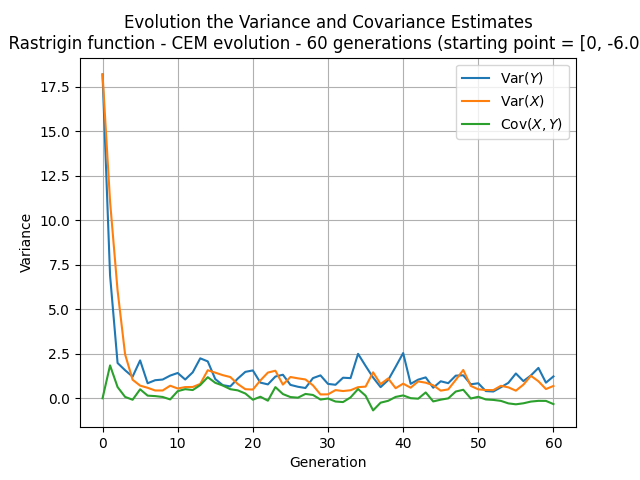 Evolution the Variance and Covariance Estimates
Rastrigin function - CEM evolution - 60 generations (starting point = [0, -6.0
Var(Y)
Var(X)
Cov(X, Y)
17.5
15.0
12.5
10.0
7.5
5.0
2.5
0.0
Variance
0
10
20
30
40
50
60
Generation